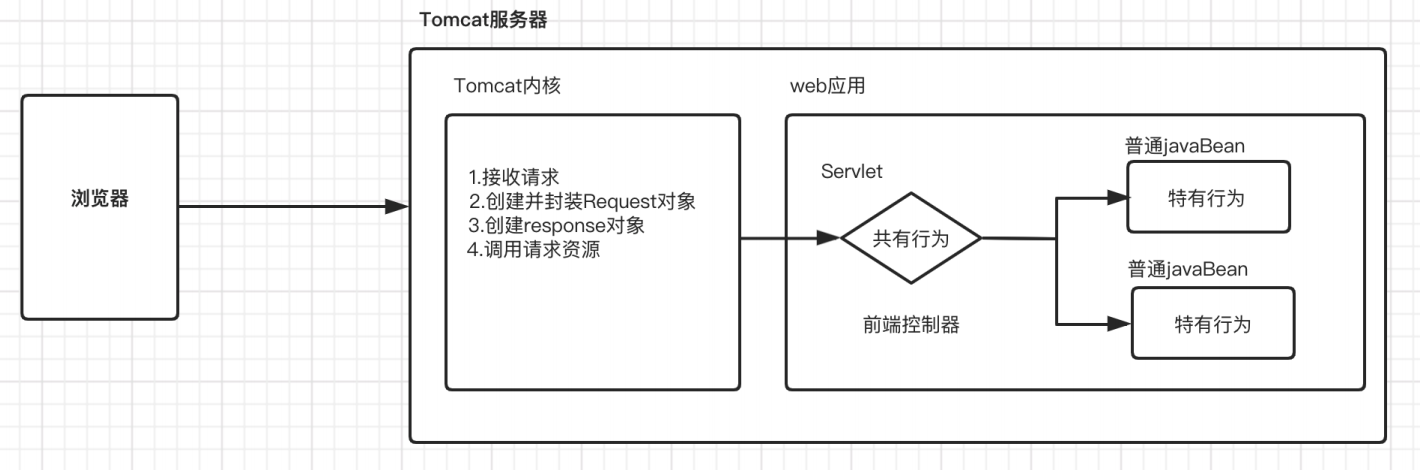 Tomcat服务器
Tomcat内核
web应用
浏览器
1.接收请求
2.创建并封装Request对象
3.创建response对象
4.调用请求资源
Servlet
共有行为
前端控制器
普通javaBean
特有行为
普通javaBean
特有行为